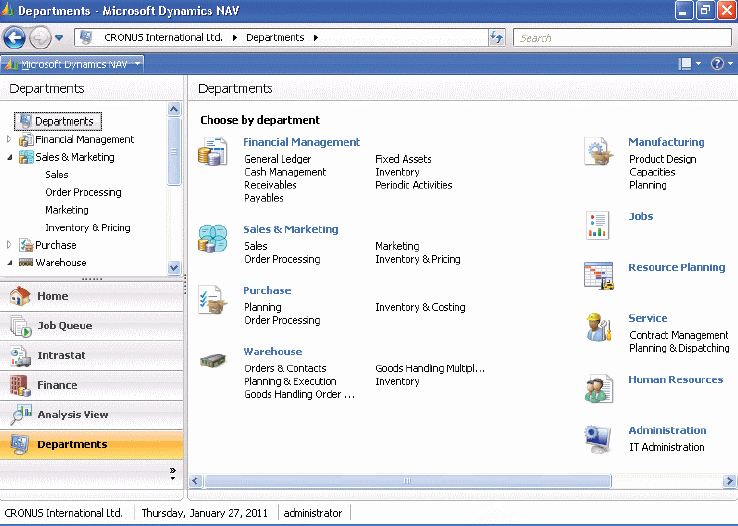 Departments - Microsoft Dynamics NAV
CRONUS International Ltd. Departments
Search
Microsoft Dynamics NAV
Departments
Departments
Financial Management
Sales & Marketing
Sales
Order Processing
Marketing
Inventory & Pricing
Purchase
Warehouse
Home
Job Queue
Intrastat
Finance
Analysis View
Departments
Departments
Choose by department
Financial Management
General Ledger Fixed Assets
Cash Management Inventory
Receivables Periodic Activities
Payables
Sales & Marketing
Sales Marketing
Order Processing Inventory & Pricing
Purchase
Planning Inventory & Costing
Order Processing
Warehouse
Orders & Contacts Goods Handling Multipl...
Planning & Execution Inventory
Goods Handling Order ...
Manufacturing
Product Design
Capacities
Planning
Jobs
Resource Planning
Service
Contract Management
Planning & Dispatching
Human Resources
Administration
IT Administration
CRONUS International Ltd. Thursday, January 27, 2011 administrator